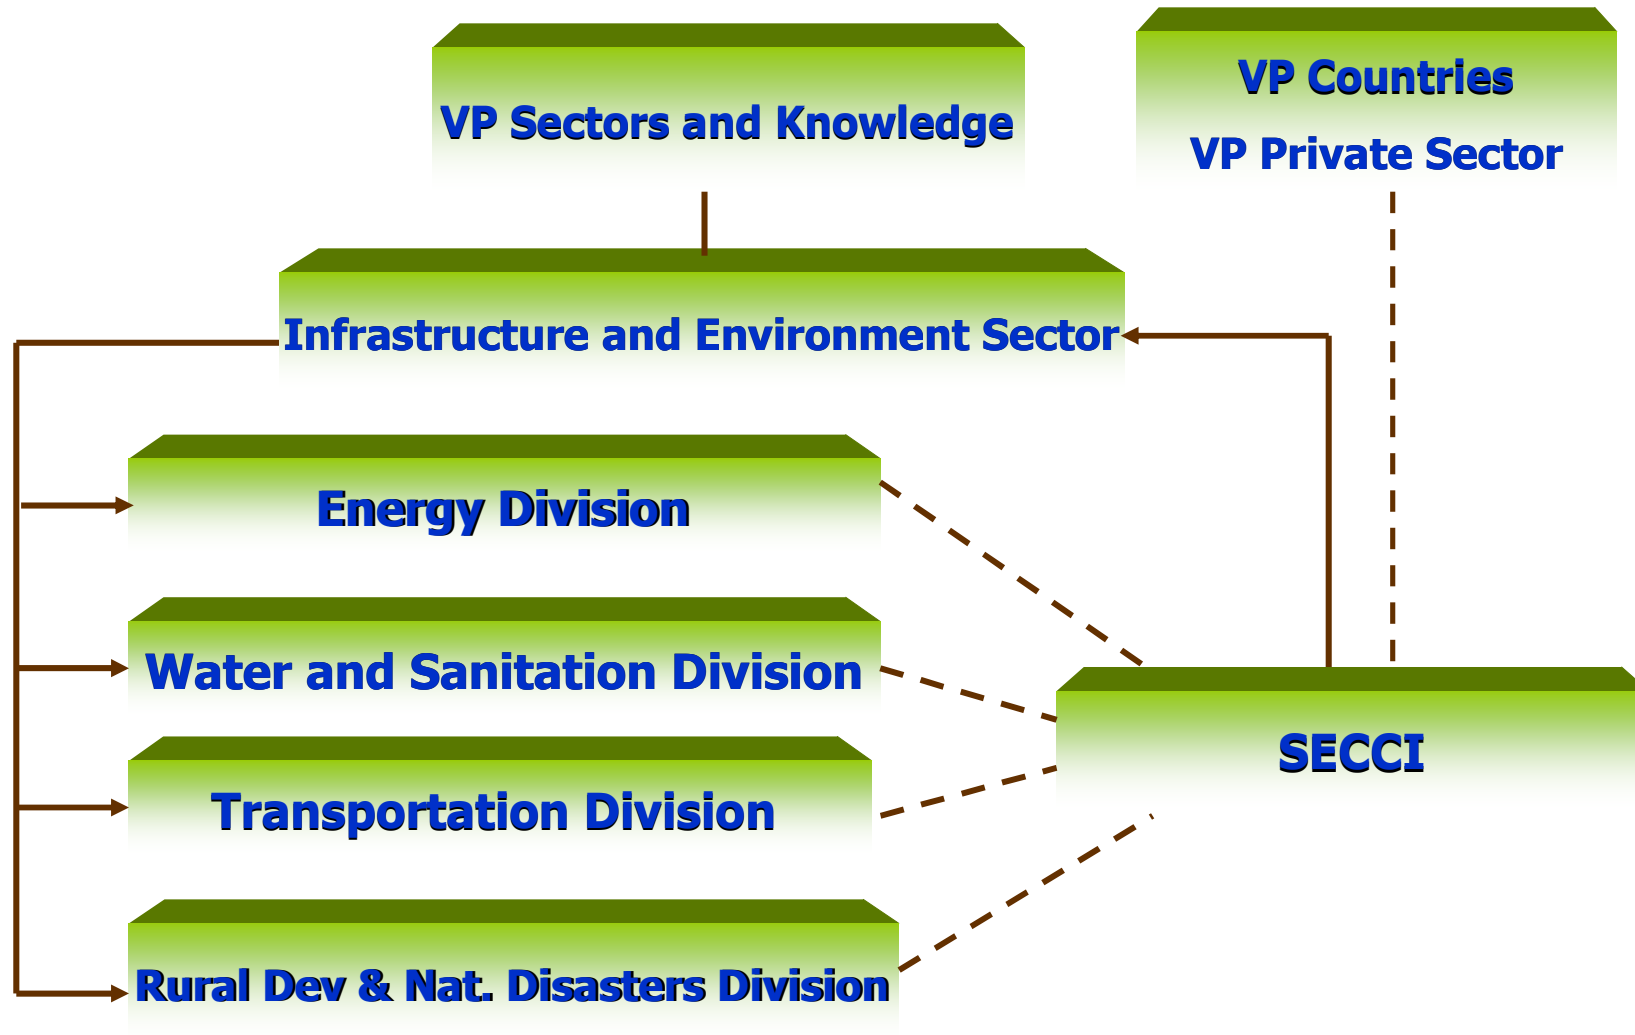 VP Sectors and Knowledge
VP Countries
VP Private Sector
Infrastructure and Environment Sector
Energy Division
Water and Sanitation Division
Transportation Division
SECCI
Rural Dev & Nat. Disasters Division